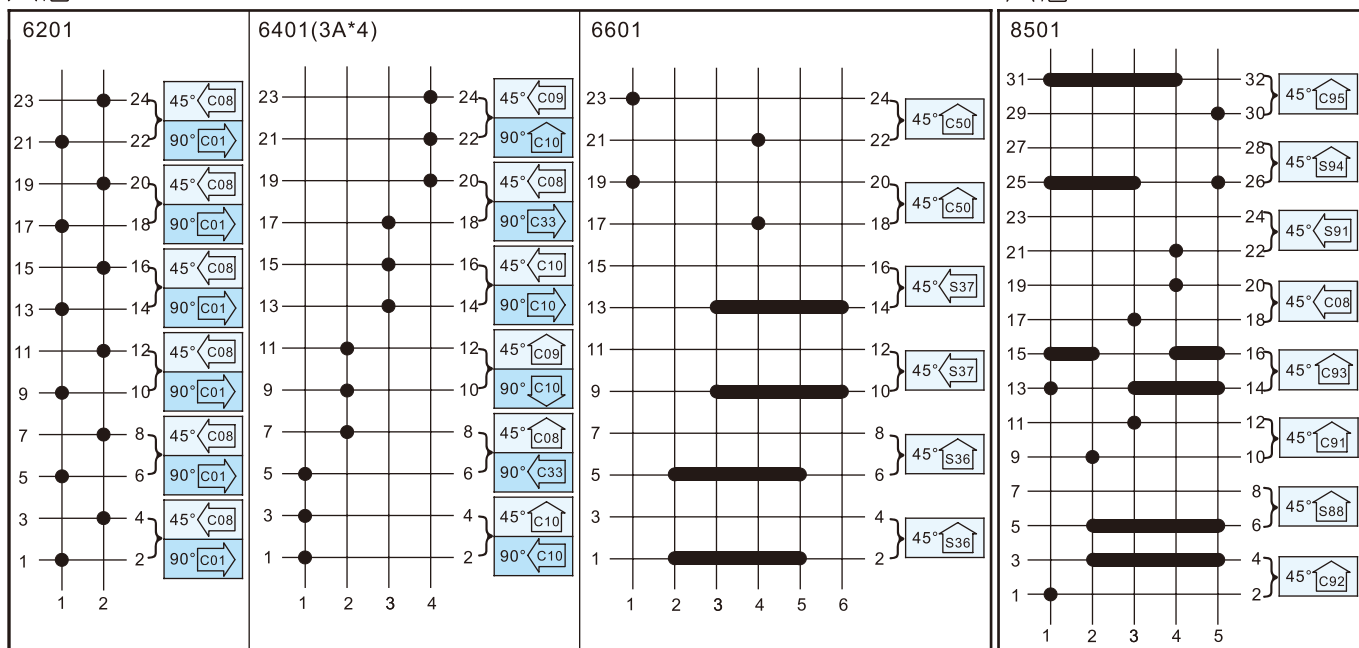 6201
23 24 45° C08
21 22 90° C01
19 20 45° C08
17 18 90° C01
15 16 45° C08
13 14 90° C01
11 12 45° C08
9 10 90° C01
7 8 45° C08
5 6 90° C01
3 4 45° C08
1 2 90° C01
1 2
6401(3A*4)
23 24 45° C09
21 22 90° C10
19 20 45° C08
17 18 90° C33
15 16 45° C10
13 14 90° C10
11 12 45° C09
9 10 90° C10
7 8 45° C08
5 6 90° C33
3 4 45° C10
1 2 90° C10
1 2 3 4
6601
23 24
45° C50
21 22
19 20
45° C50
17 18
15 16
45° S37
13 14
11 12
45° S37
9 10
7 8
45° S36
5 6
3 4
45° S36
1 2
1 2 3 4 5 6
8501
31 32
45° C95
29 30
27 28
45° S94
25 26
23 24
45° S91
21 22
19 20
45° C08
17 18
15 16
45° C93
13 14
11 12
45° C91
9 10
7 8
45° S88
5 6
3 4
45° C92
1 2
1 2 3 4 5